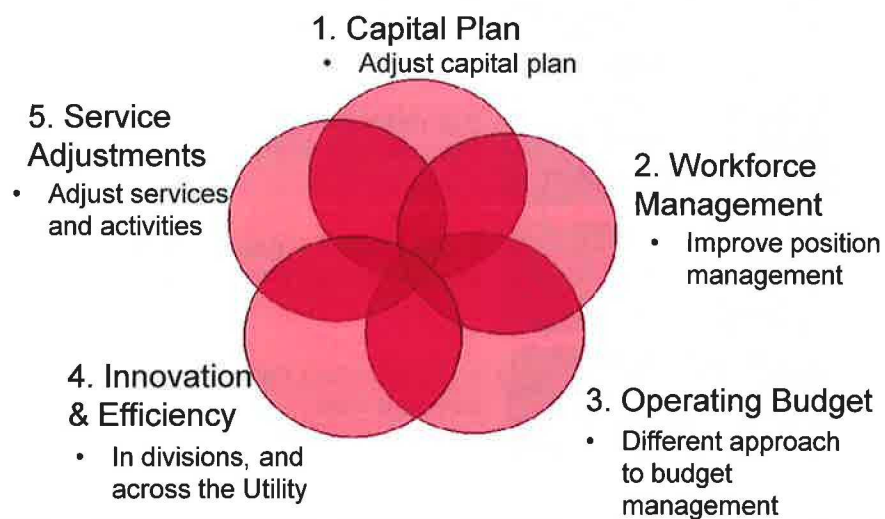 1. Capital Plan
• Adjust capital plan
2. Workforce
Management
• Improve position
management
3. Operating Budget
• Different approach
to budget
management
4. Innovation
& Efficiency
• In divisions, and
across the Utility
5. Service
Adjustments
• Adjust services
and activities